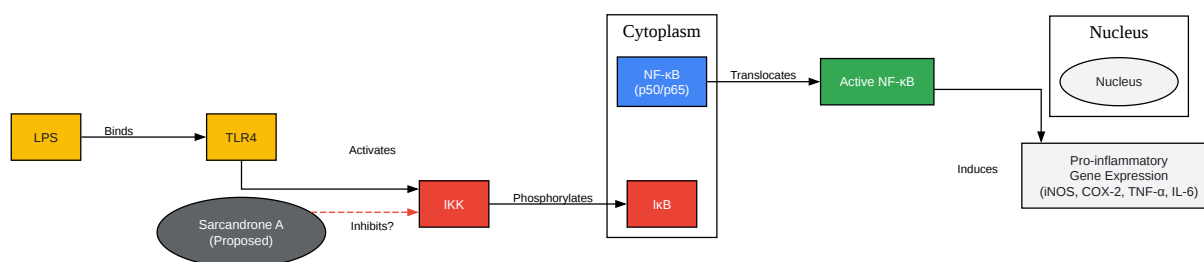 LPS
Binds
TLR4
Activates
Sarcandrone A
(Proposed)
Inhibits?
IKK
Phosphorylates
Cytoplasm
NF-κB
(p50/p65)
IκB
Translocates
Active NF-κB
Induces
Nucleus
Nucleus
Pro-inflammatory
Gene Expression
(iNOS, COX-2, TNF-α, IL-6)